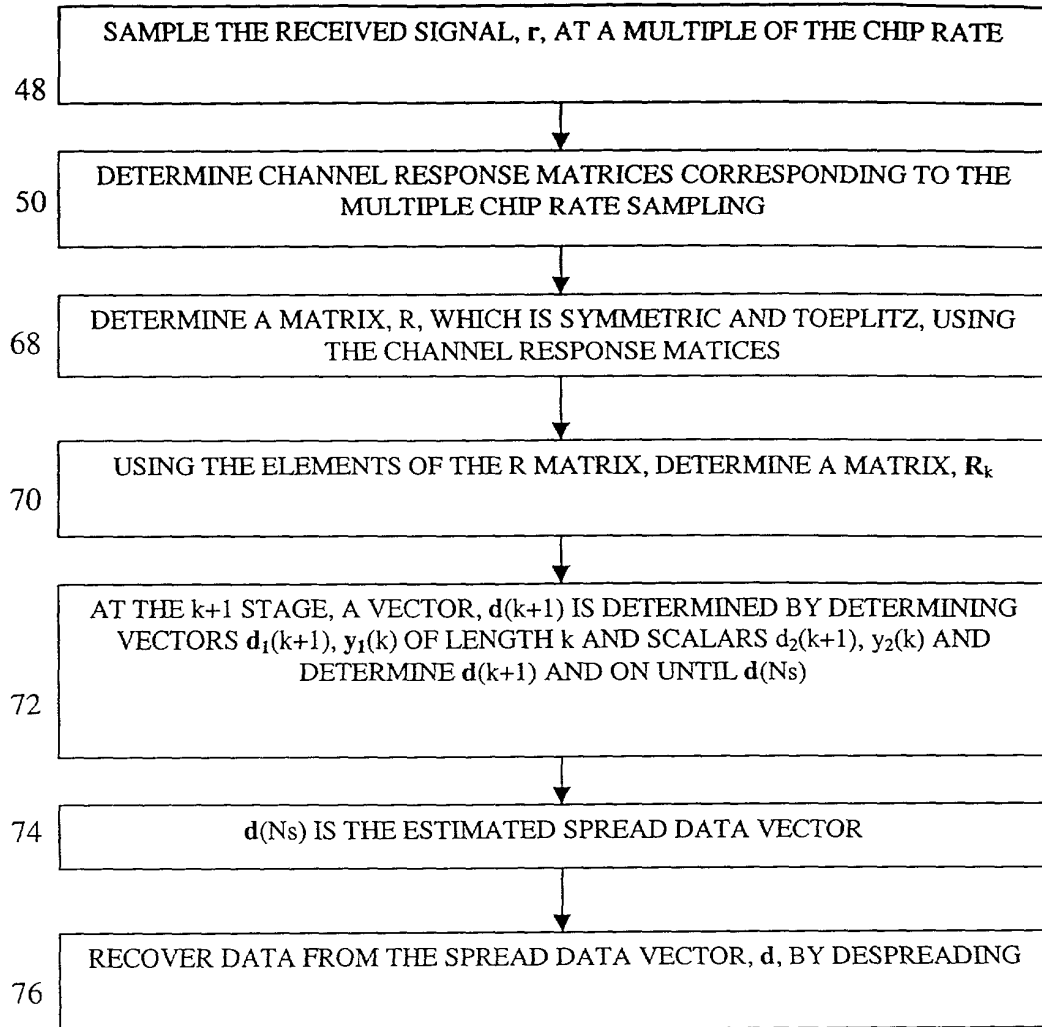 SAMPLE THE RECEIVED SIGNAL, r, AT A MULTIPLE OF THE CHIP RATE
48
DETERMINE CHANNEL RESPONSE MATRICES CORRESPONDING TO THE
MULTIPLE CHIP RATE SAMPLING
50
DETERMINE A MATRIX, R, WHICH IS SYMMETRIC AND TOEPLITZ, USING
THE CHANNEL RESPONSE MATICES
68
USING THE ELEMENTS OF THE R MATRIX, DETERMINE A MATRIX, Rₖ
70
AT THE k+1 STAGE, A VECTOR, d(k+1) IS DETERMINED BY DETERMINING
VECTORS d₁(k+1), y₁(k) OF LENGTH k AND SCALARS d₂(k+1), y₂(k) AND
DETERMINE d(k+1) AND ON UNTIL d(Ns)
72
74
d(Ns) IS THE ESTIMATED SPREAD DATA VECTOR
RECOVER DATA FROM THE SPREAD DATA VECTOR, d, BY DESPREADING
76